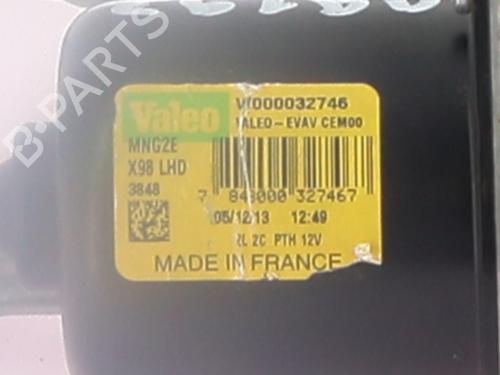 Valeo
W000032746
VALEO-EVAV CEM00
MNG2E
X98 LHD
3848
7 843000 327467
05/12/13 12:49
2C PTH 12V
MADE IN FRANCE
B-Parts